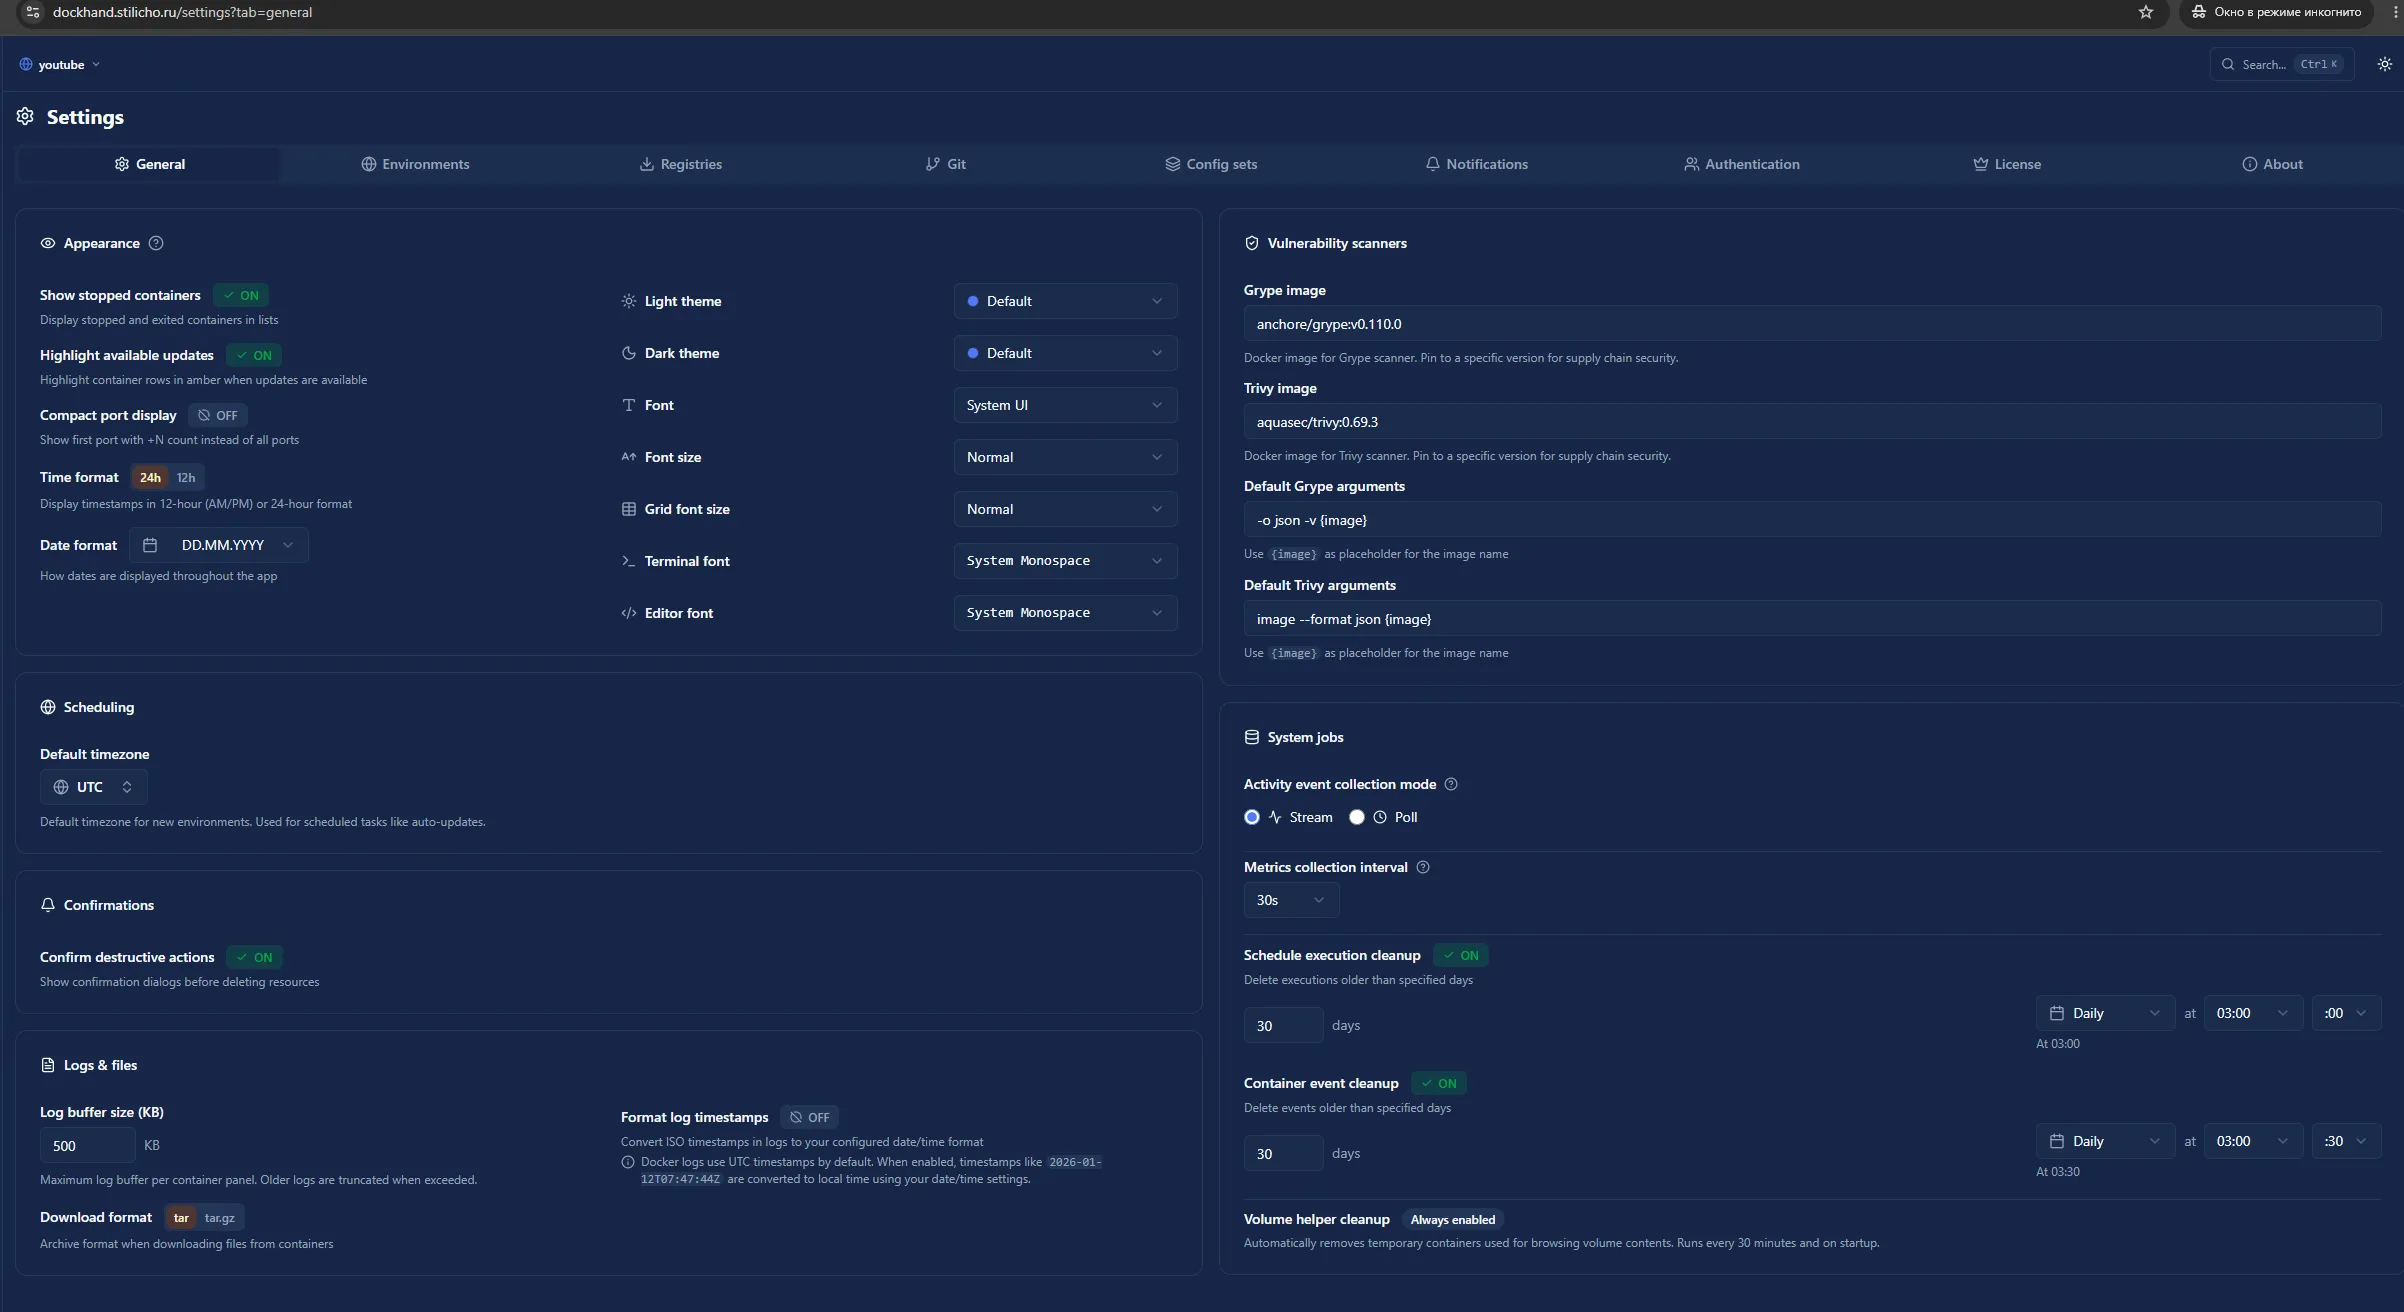 dockhand.stilicho.ru/settings?tab=general
Окно в режиме инкогнито
youtube
Search... Ctrl K
Settings
General
Environments
Registries
Git
Config sets
Notifications
Authentication
License
About
Appearance
Show stopped containers ON
Display stopped and exited containers in lists
Highlight available updates ON
Highlight container rows in amber when updates are available
Compact port display OFF
Show first port with +N count instead of all ports
Time format 24h 12h
Display timestamps in 12-hour (AM/PM) or 24-hour format
Date format DD.MM.YYYY
How dates are displayed throughout the app
Light theme Default
Dark theme Default
Font System UI
Font size Normal
Grid font size Normal
Terminal font System Monospace
Editor font System Monospace
Scheduling
Default timezone
UTC
Default timezone for new environments. Used for scheduled tasks like auto-updates.
Confirmations
Confirm destructive actions ON
Show confirmation dialogs before deleting resources
Logs & files
Log buffer size (KB)
500 KB
Maximum log buffer per container panel. Older logs are truncated when exceeded.
Download format tar tar.gz
Archive format when downloading files from containers
Format log timestamps OFF
Convert ISO timestamps in logs to your configured date/time format
Docker logs use UTC timestamps by default. When enabled, timestamps like 2026-01-
12T07:47:44Z are converted to local time using your date/time settings.
Vulnerability scanners
Grype image
anchore/grype:v0.110.0
Docker image for Grype scanner. Pin to a specific version for supply chain security.
Trivy image
aquasec/trivy:0.69.3
Docker image for Trivy scanner. Pin to a specific version for supply chain security.
Default Grype arguments
-o json -v {image}
Use {image} as placeholder for the image name
Default Trivy arguments
image --format json {image}
Use {image} as placeholder for the image name
System jobs
Activity event collection mode
Stream Poll
Metrics collection interval
30s
Schedule execution cleanup ON
Delete executions older than specified days
30 days
Daily at 03:00 :00
At 03:00
Container event cleanup ON
Delete events older than specified days
30 days
Daily at 03:00 :30
At 03:30
Volume helper cleanup Always enabled
Automatically removes temporary containers used for browsing volume contents. Runs every 30 minutes and on startup.